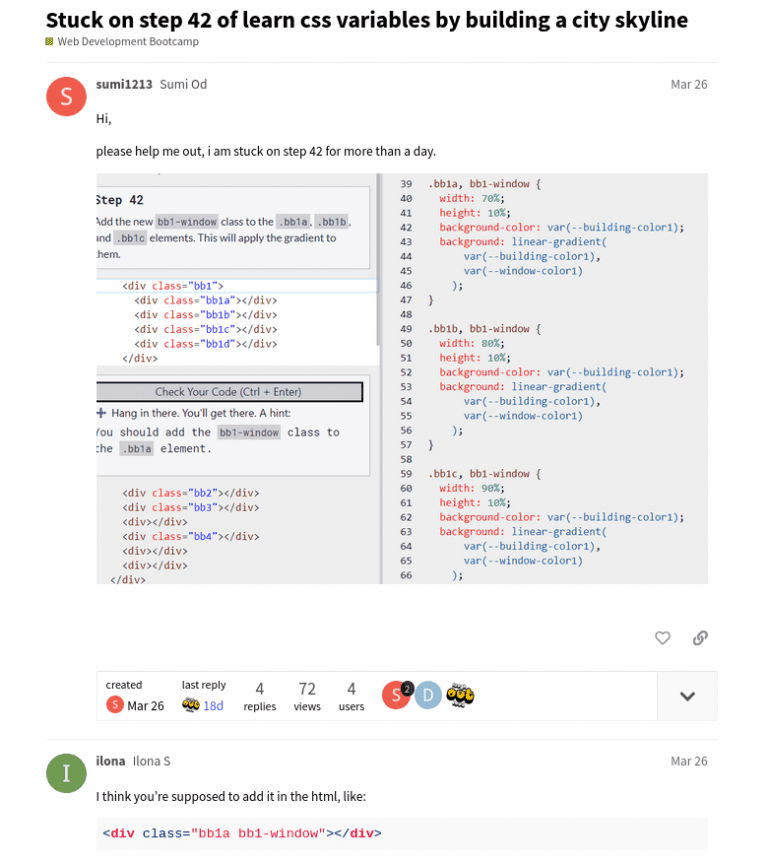 Stuck on step 42 of learn css variables by building a city skyline
Web Development Bootcamp
S
sumi1213 Sumi Od
Mar 26
Hi,
please help me out, i am stuck on step 42 for more than a day.
Step 42
Add the new bb1-window class to the .bb1a, .bb1b,
and .bb1c elements. This will apply the gradient to
them.
<div class="bb1">
<div class="bb1a"></div>
<div class="bb1b"></div>
<div class="bb1c"></div>
<div class="bb1d"></div>
</div>
Check Your Code (Ctrl + Enter)
Hang in there. You'll get there. A hint:
You should add the bb1-window class to
the .bb1a element.
<div class="bb2"></div>
<div class="bb3"></div>
<div></div>
<div class="bb4"></div>
<div></div>
<div></div>
</div>
39 .bb1a, bb1-window {
40 width: 70%;
41 height: 10%;
42 background-color: var(--building-color1);
43 background: linear-gradient(
44 var(--building-color1),
45 var(--window-color1)
46 );
47 }
48
49 .bb1b, bb1-window {
50 width: 80%;
51 height: 10%;
52 background-color: var(--building-color1);
53 background: linear-gradient(
54 var(--building-color1),
55 var(--window-color1)
56 );
57 }
58
59 .bb1c, bb1-window {
60 width: 90%;
61 height: 10%;
62 background-color: var(--building-color1);
63 background: linear-gradient(
64 var(--building-color1),
65 var(--window-color1)
66 );
created
S Mar 26
last reply
18d
4
replies
72
views
4
users
S 2 D
I
ilona Ilona S
Mar 26
I think you're supposed to add it in the html, like:
<div class="bb1a bb1-window"></div>